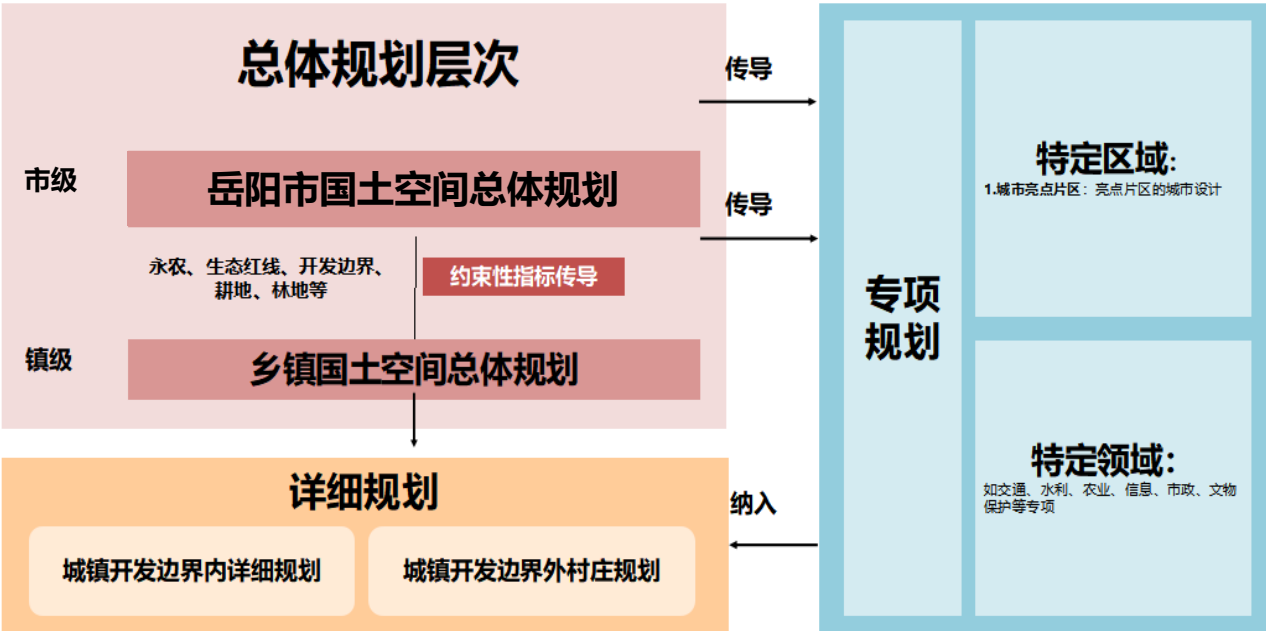 总体规划层次
传导
市级
岳阳市国土空间总体规划
传导
永农、生态红线、开发边界、
耕地、林地等
约束性指标传导
镇级
乡镇国土空间总体规划
详细规划
城镇开发边界内详细规划
城镇开发边界外村庄规划
纳入
专项
规划
特定区域:
1.城市亮点片区：亮点片区的城市设计
特定领域：
如交通、水利、农业、信息、市政、文物
保护等专项